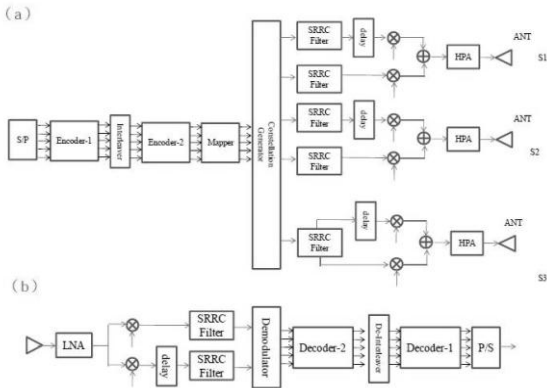 (a)
SRRC
Filter
delay
ANT
HPA
S1
SRRC
Filter
SRRC
Filter
delay
ANT
HPA
S2
SRRC
Filter
S/P
Encoder-1
Interleaver
Encoder-2
Mapper
Constellation
Generator
delay
SRRC
Filter
ANT
HPA
S3
(b)
LNA
SRRC
Filter
delay
SRRC
Filter
Demodulator
Decoder-2
De-Interleaver
Decoder-1
P/S